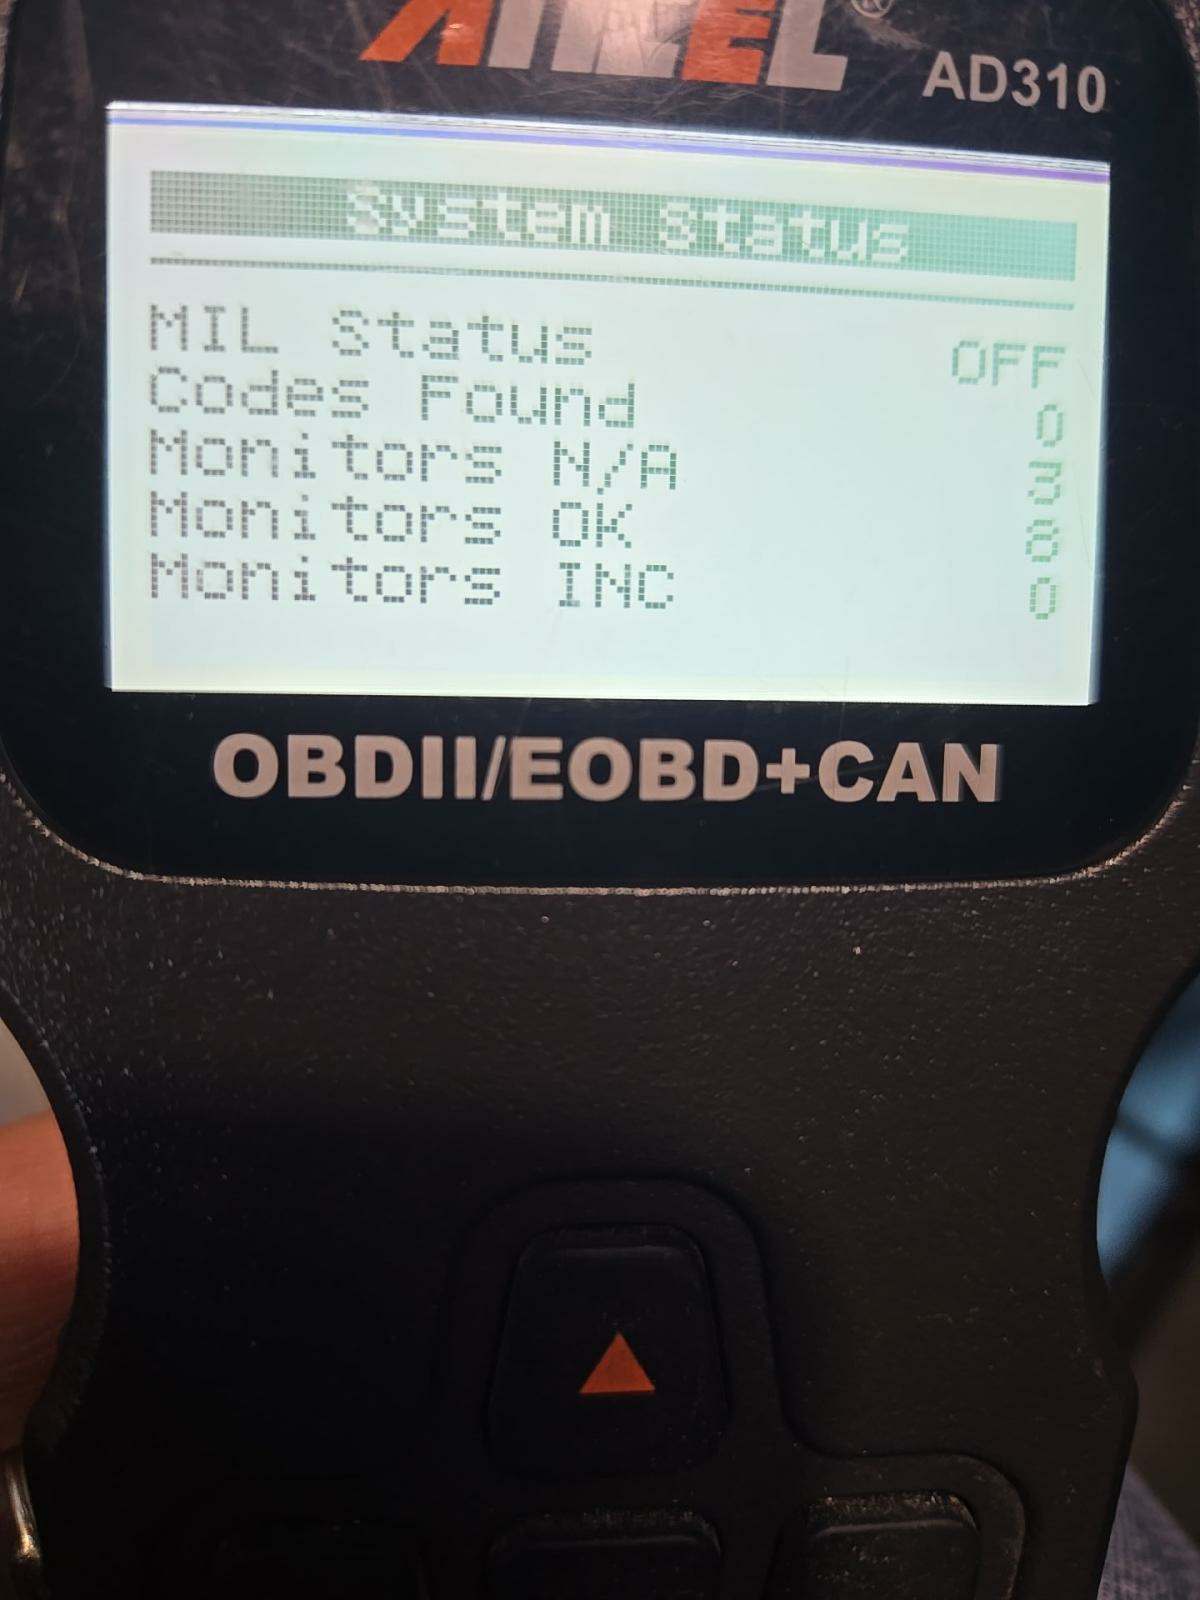 ANCEL®
AD310
System Status
MIL Status OFF
Codes Found 0
Monitors N/A 3
Monitors OK 8
Monitors INC 0
OBDII/EOBD+CAN